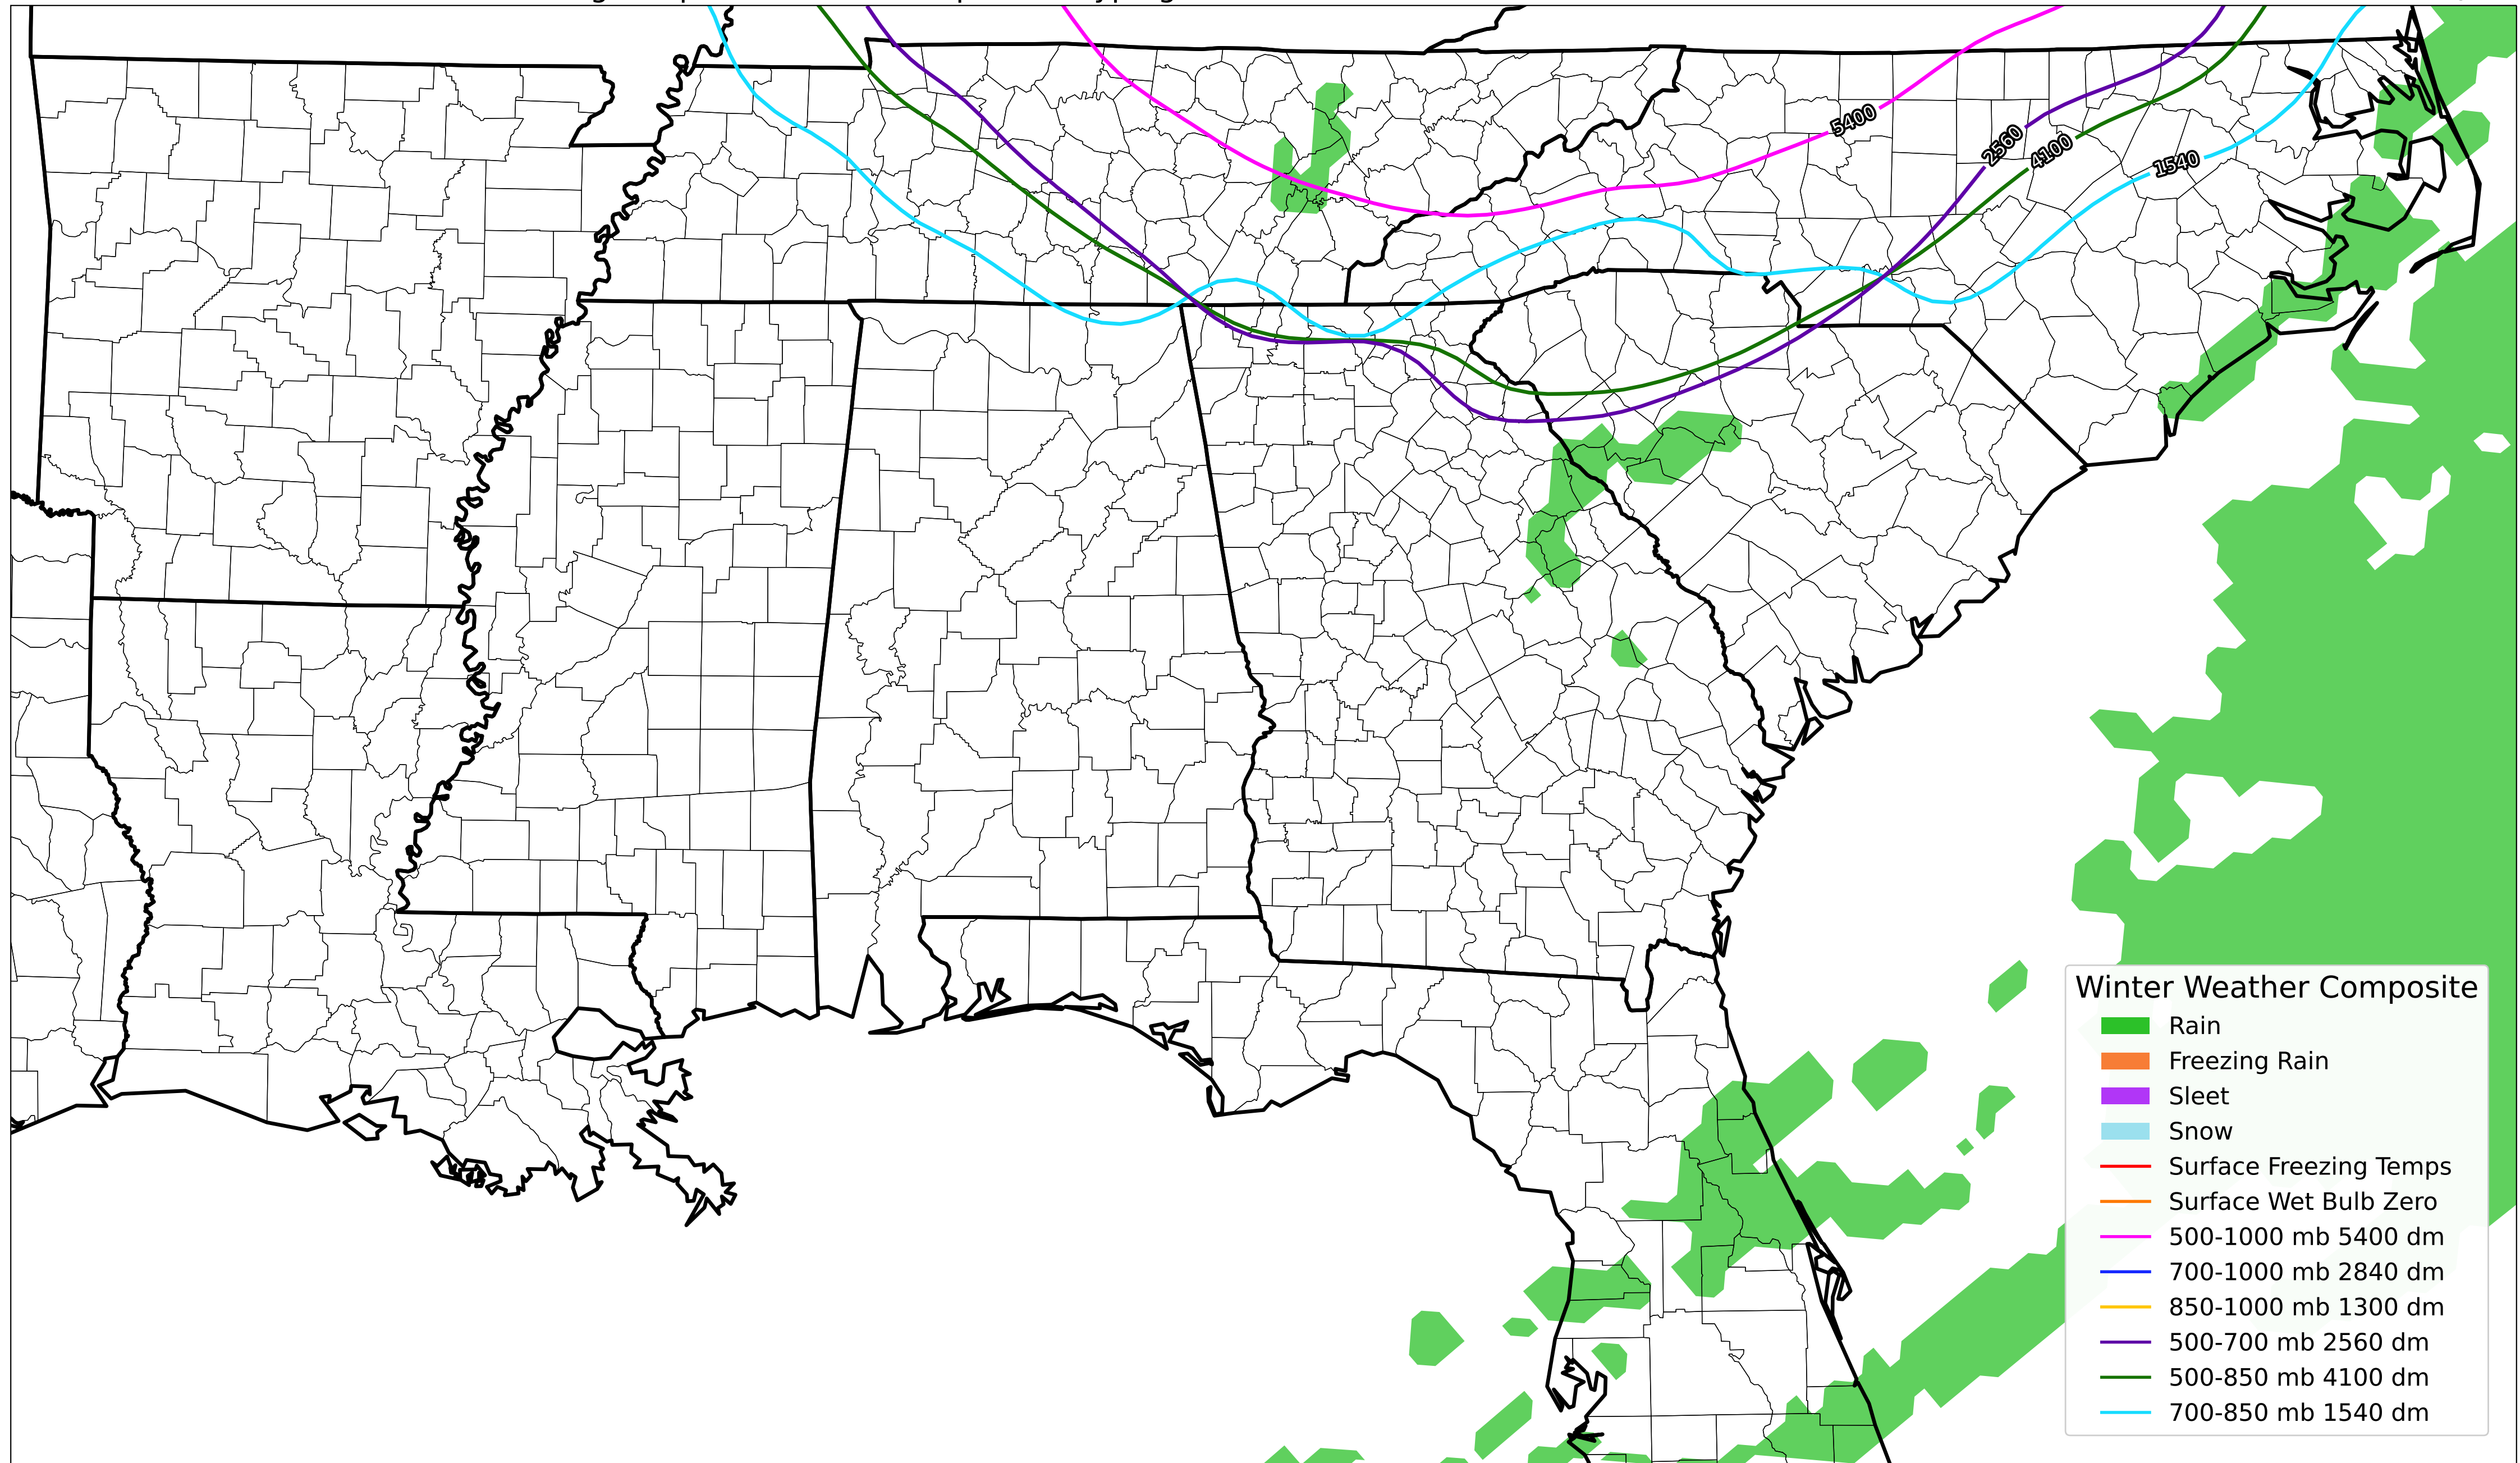 5400
2560
4100
1540
Winter Weather Composite
Rain
Freezing Rain
Sleet
Snow
Surface Freezing Temps
Surface Wet Bulb Zero
500-1000 mb 5400 dm
700-1000 mb 2840 dm
850-1000 mb 1300 dm
500-700 mb 2560 dm
500-850 mb 4100 dm
700-850 mb 1540 dm